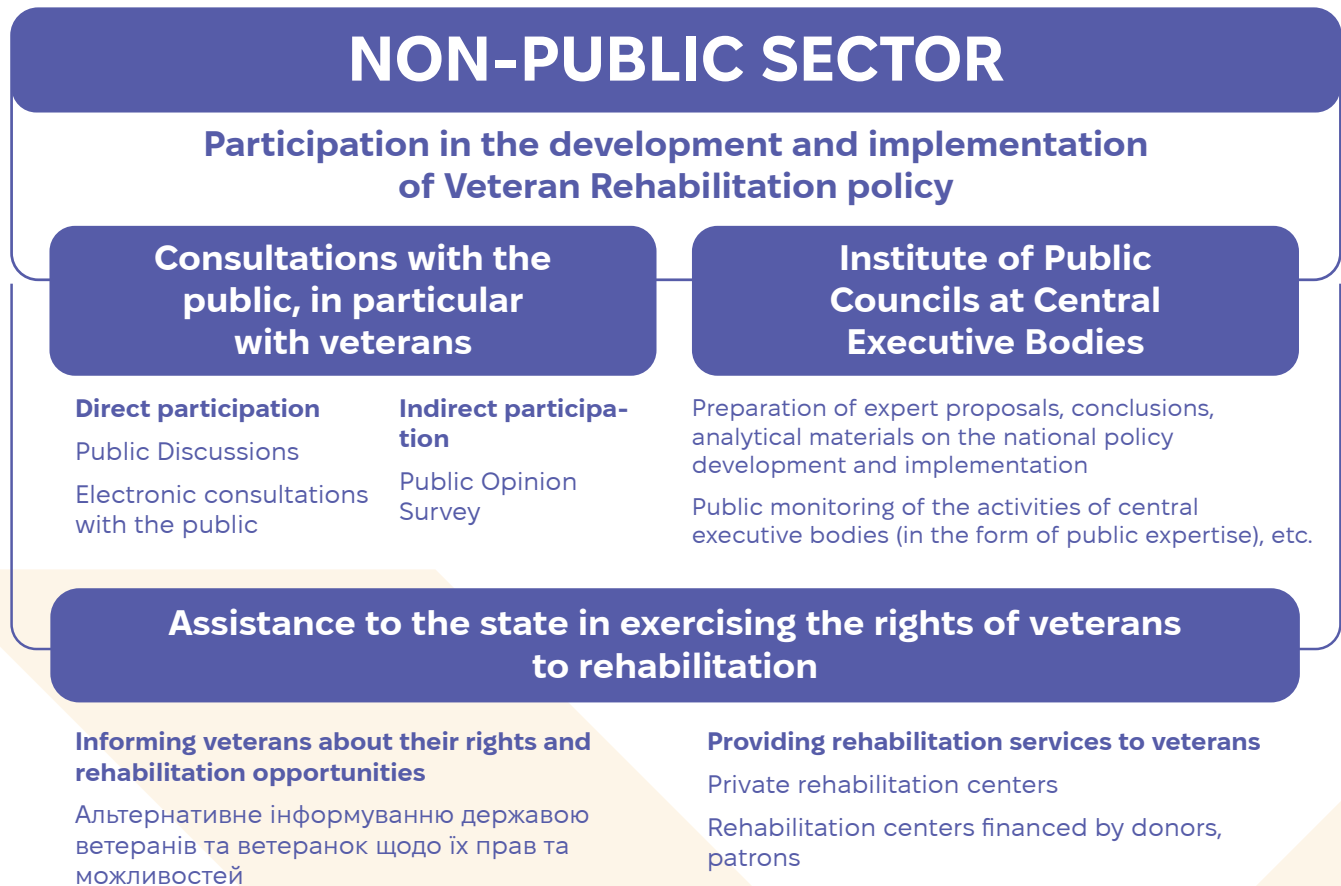 NON-PUBLIC SECTOR
Participation in the development and implementation
of Veteran Rehabilitation policy
Consultations with the
public, in particular
with veterans
Direct participation
Public Discussions
Electronic consultations
with the public
Indirect participa-
tion
Public Opinion
Survey
Institute of Public
Councils at Central
Executive Bodies
Preparation of expert proposals, conclusions,
analytical materials on the national policy
development and implementation
Public monitoring of the activities of central
executive bodies (in the form of public expertise), etc.
Assistance to the state in exercising the rights of veterans
to rehabilitation
Informing veterans about their rights and
rehabilitation opportunities
Альтернативне інформуванню державою
ветеранів та ветеранок щодо їх прав та
можливостей
Providing rehabilitation services to veterans
Private rehabilitation centers
Rehabilitation centers financed by donors,
patrons